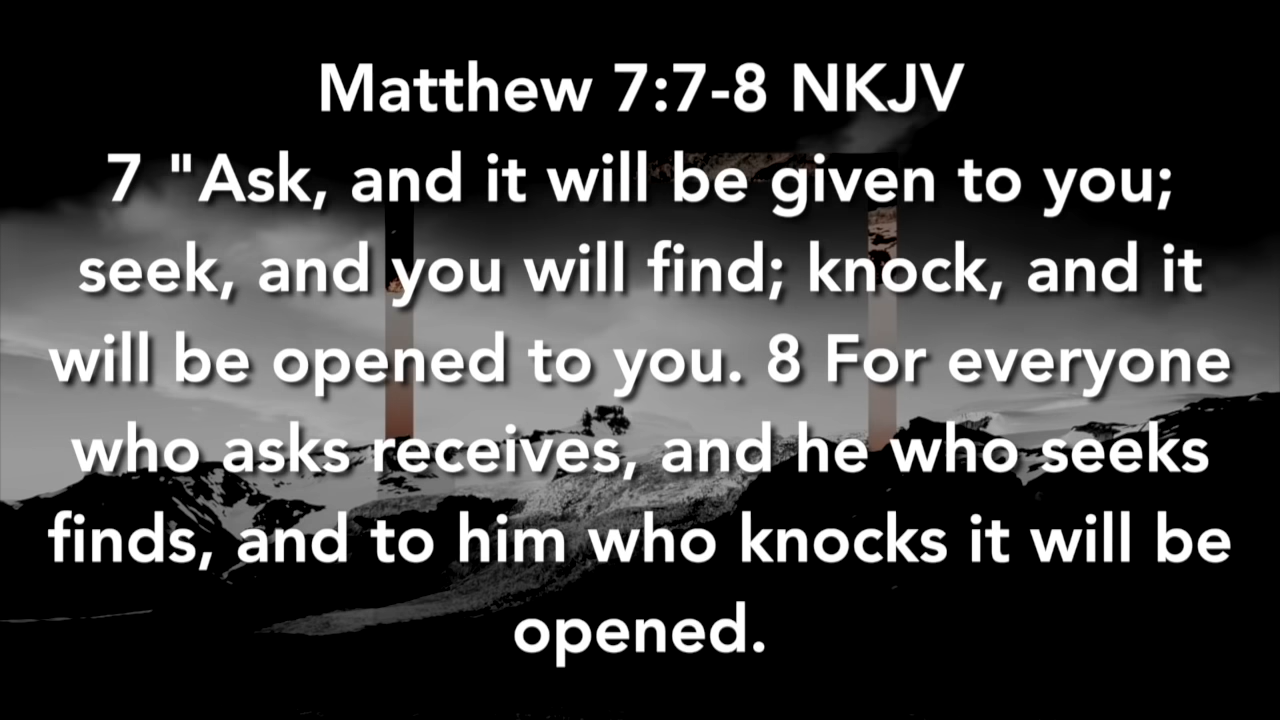 Matthew 7:7-8 NKJV
7 "Ask, and it will be given to you;
seek, and you will find; knock, and it
will be opened to you. 8 For everyone
who asks receives, and he who seeks
finds, and to him who knocks it will be
opened.